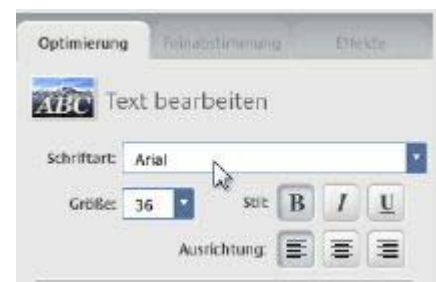 Optimierung Feinabstimmung Effekte
ABC Text bearbeiten
Schriftart: Arial
Größe: 36 Stil: B I U
Ausrichtung: